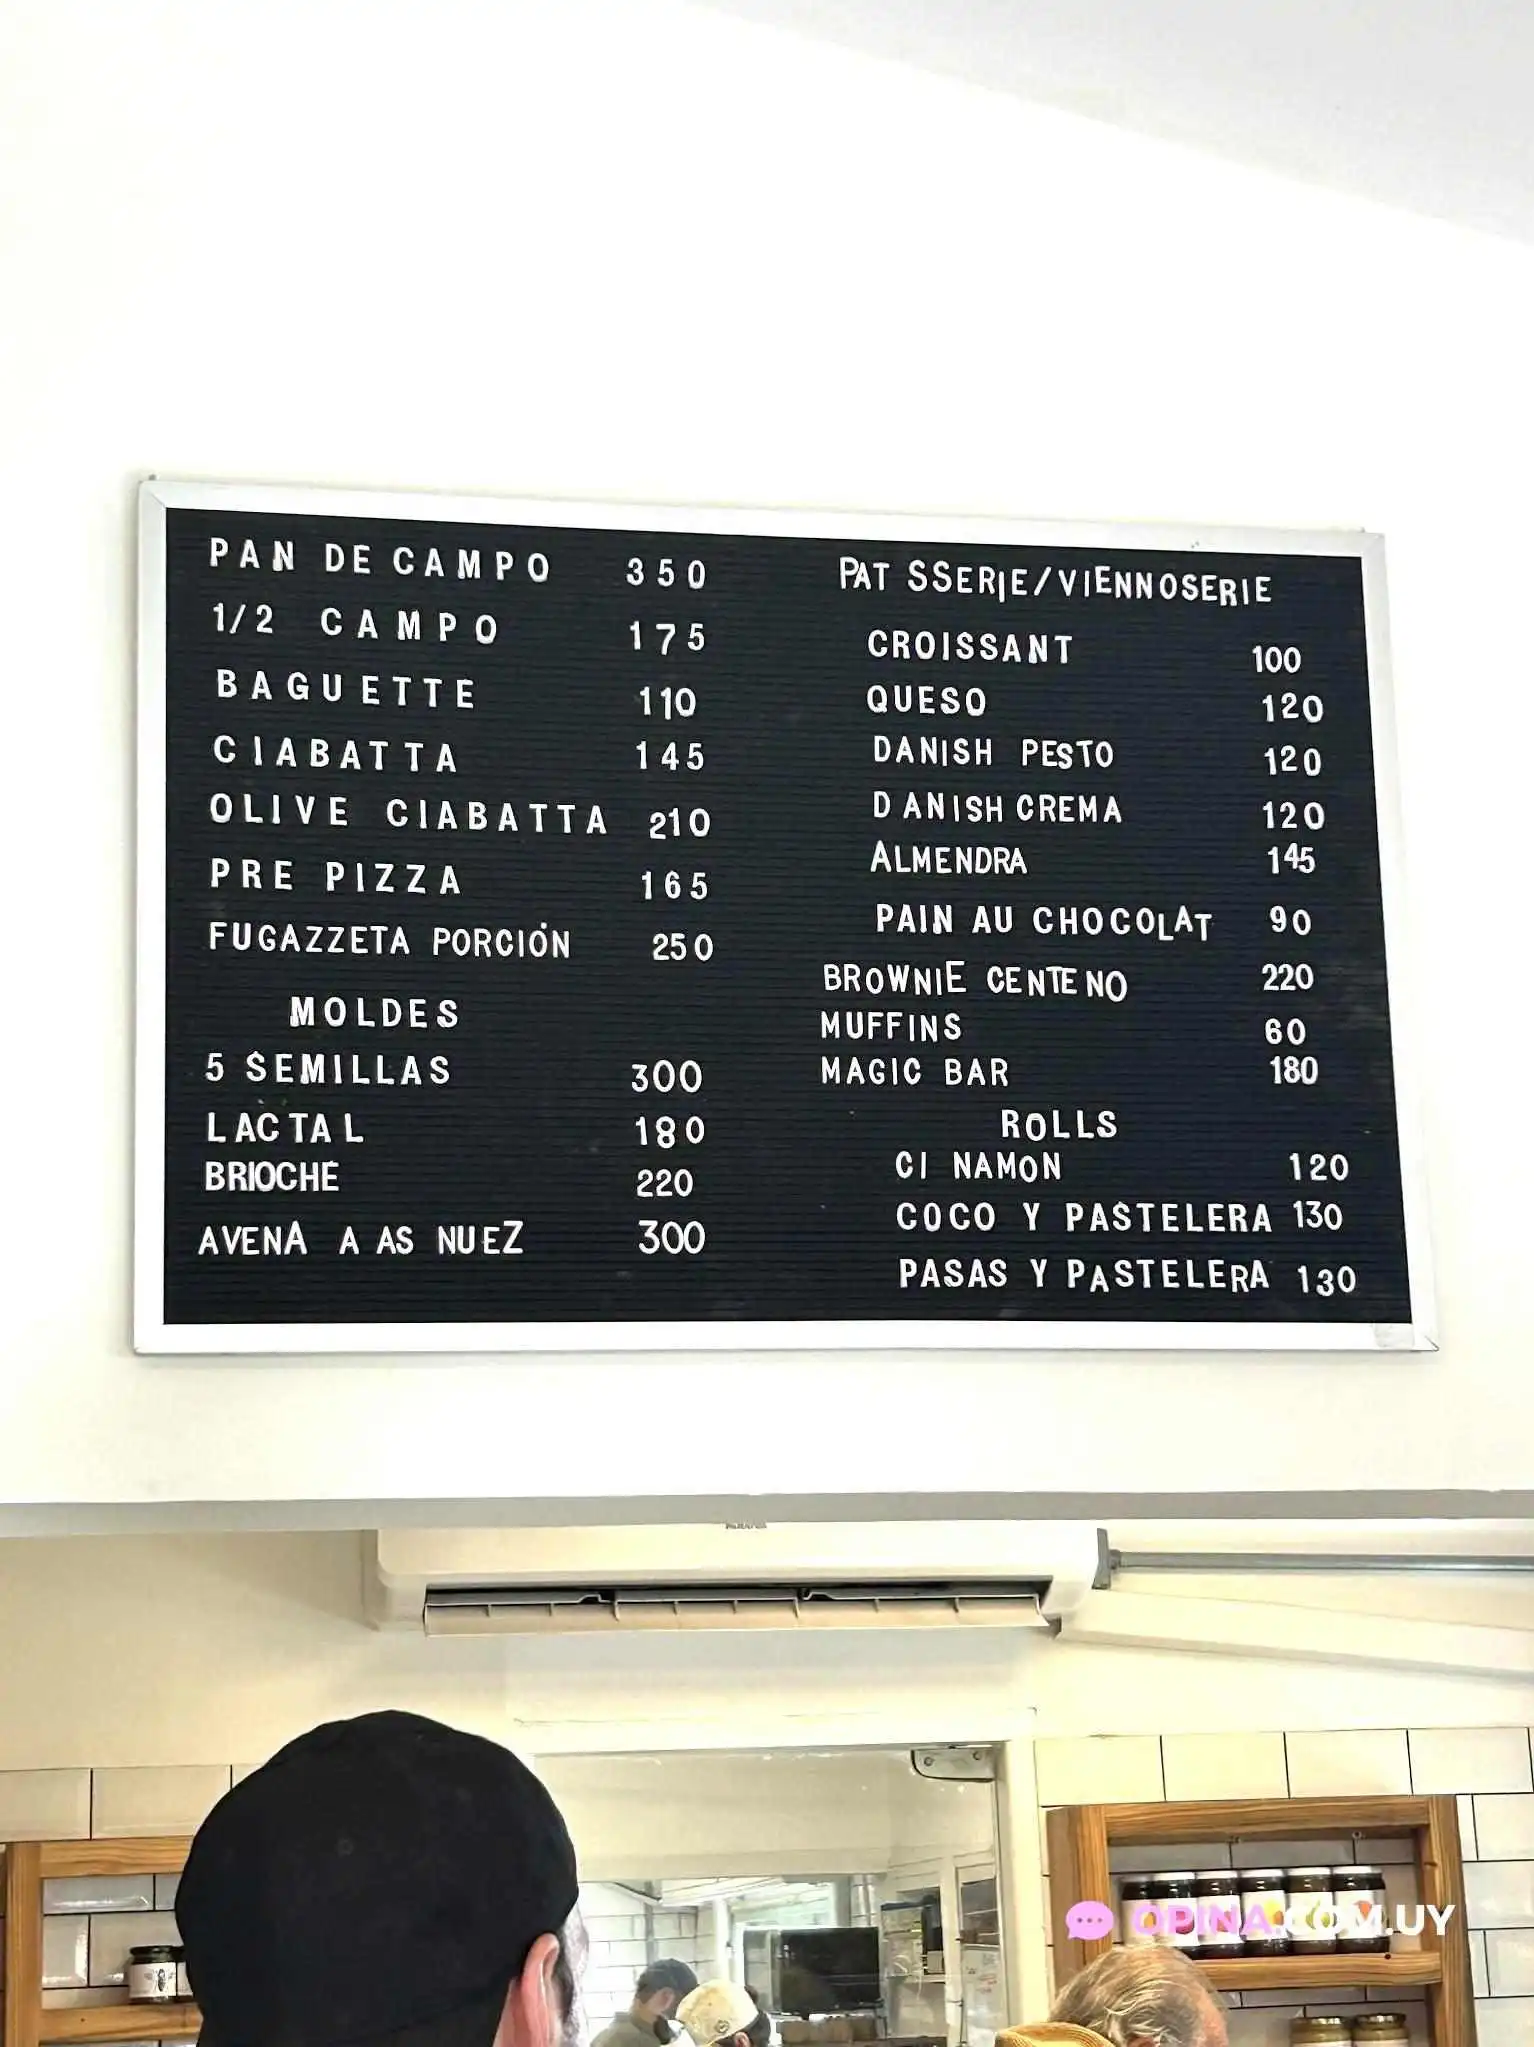 PAN DE CAMPO 350
1/2 CAMPO 175
BAGUETTE 110
CIABATTA 145
OLIVE CIABATTA 210
PRE PIZZA 165
FUGAZZETA PORCIÓN 250
MOLDES
5 SEMILLAS 300
LACTAL 180
BRIOCHE 220
AVENA A AS NUEZ 300
PAT SSERIE/VIENNOSERIE
CROISSANT 100
QUESO 120
DANISH PESTO 120
DANISH CREMA 120
ALMENDRA 145
PAIN AU CHOCOLAT 90
BROWNIE CENTENO 220
MUFFINS 60
MAGIC BAR 180
ROLLS
CI NAMON 120
COCO Y PASTELERA 130
PASAS Y PASTELERA 130
OPINA.COM.UY